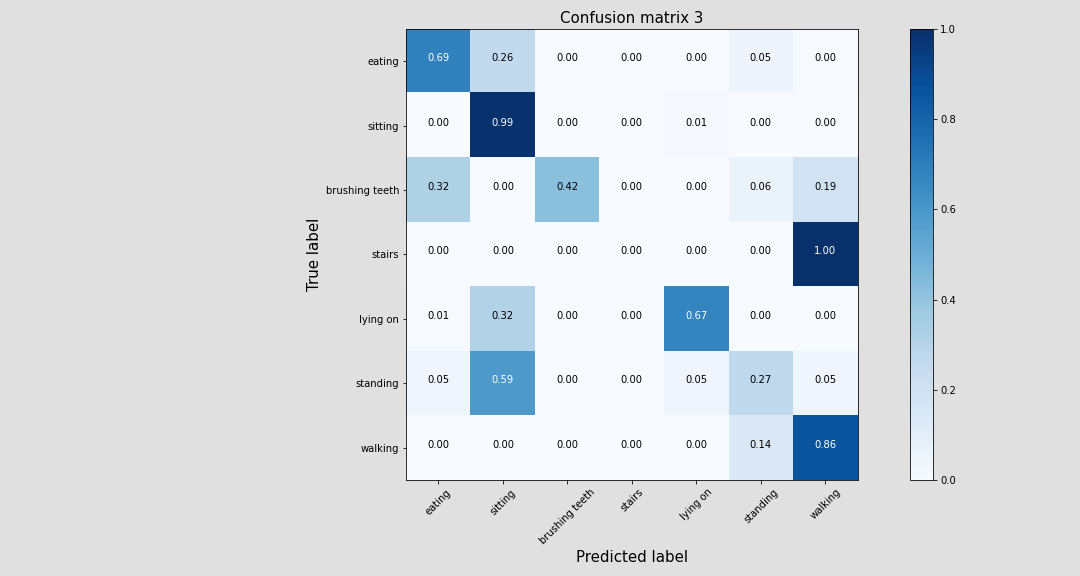 Confusion matrix 3
eating 0.69 0.26 0.00 0.00 0.00 0.05 0.00
sitting 0.00 0.99 0.00 0.00 0.01 0.00 0.00
brushing teeth 0.32 0.00 0.42 0.00 0.00 0.06 0.19
stairs 0.00 0.00 0.00 0.00 0.00 0.00 1.00
lying on 0.01 0.32 0.00 0.00 0.67 0.00 0.00
standing 0.05 0.59 0.00 0.00 0.05 0.27 0.05
walking 0.00 0.00 0.00 0.00 0.00 0.14 0.86
True label
eating sitting brushing teeth stairs lying on standing walking
Predicted label
1.0
0.8
0.6
0.4
0.2
0.0